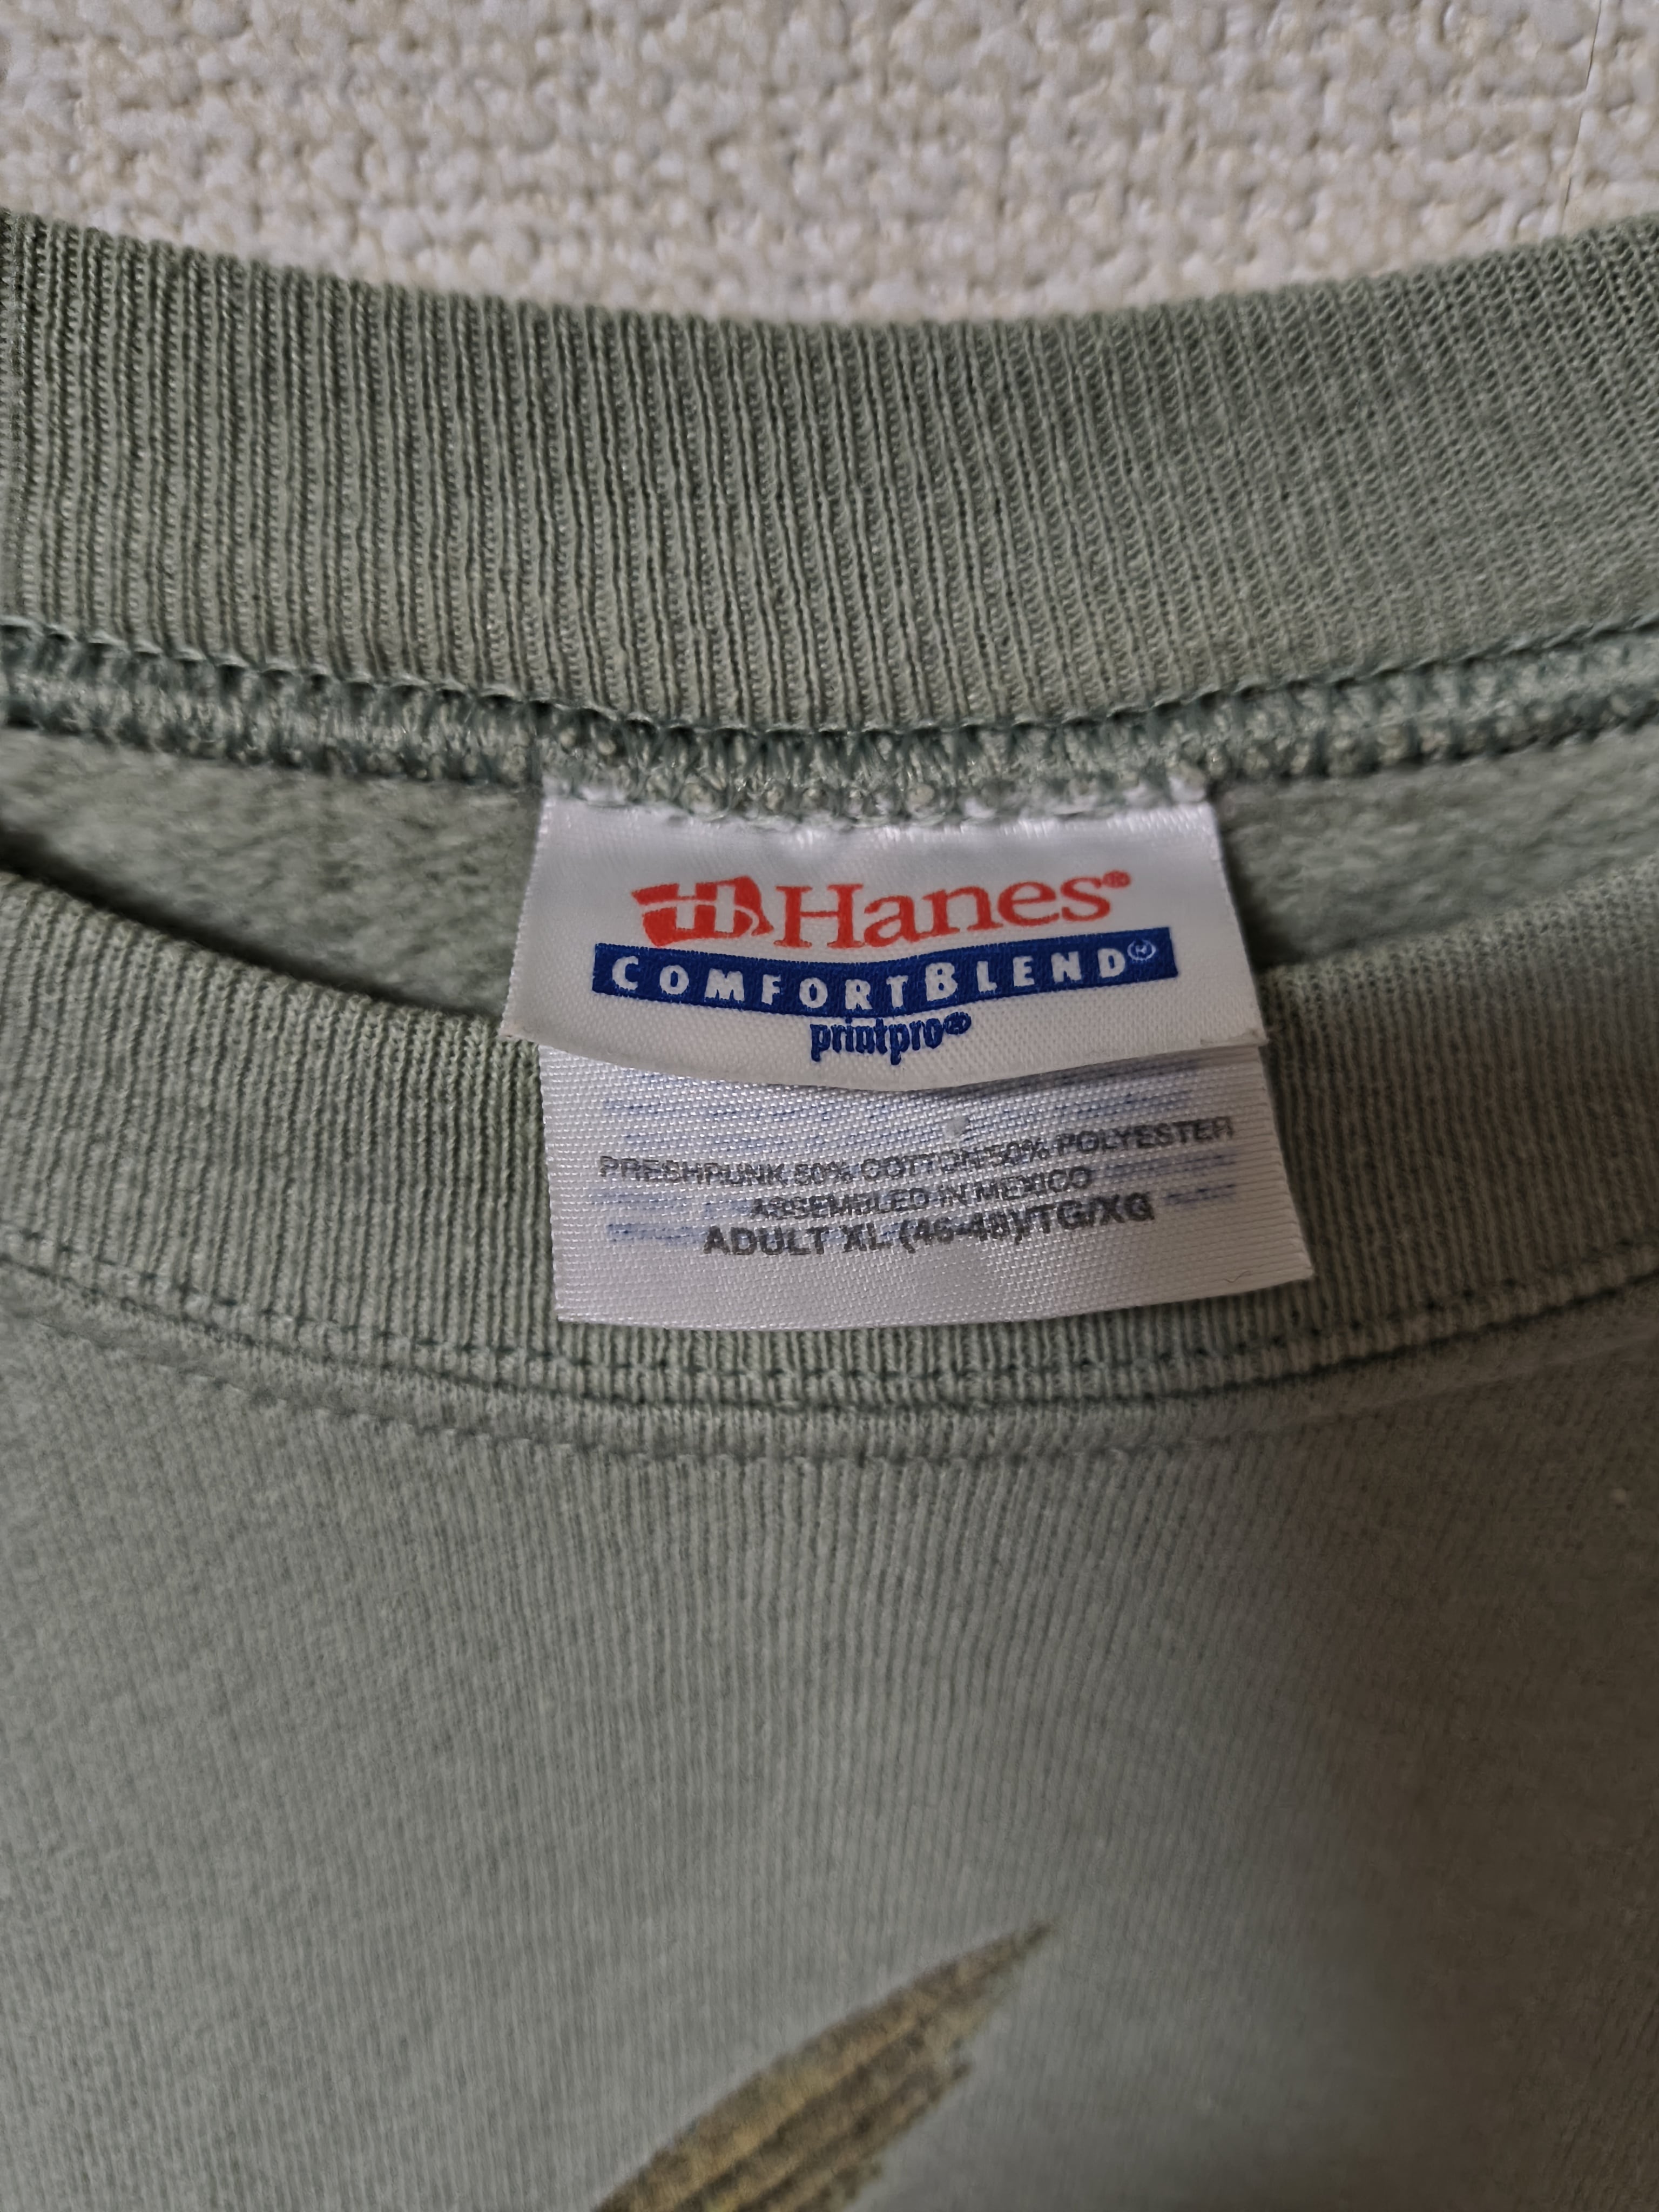 Hanes®
COMFORTBLEND®
printpro®
PRESHRUNK 50% COTTON/50% POLYESTER
ASSEMBLED IN MEXICO
ADULT XL (46-48)/TG/XG